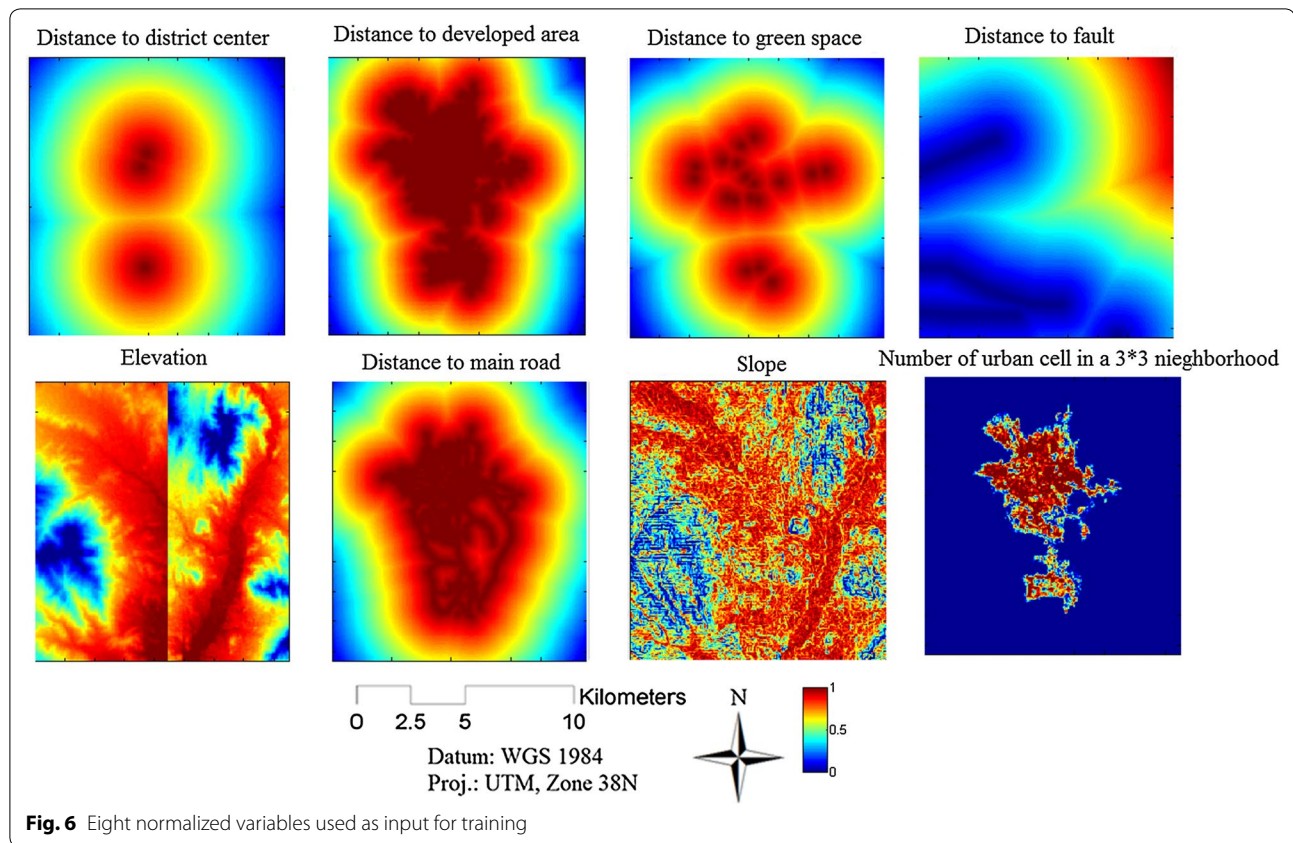 Distance to district center
Distance to developed area
Distance to green space
Distance to fault
Elevation
Distance to main road
Slope
Number of urban cell in a 3*3 nieghborhood
Kilometers
0 2.5 5 10
N
1
0.5
0
Datum: WGS 1984
Proj.: UTM, Zone 38N
Fig. 6 Eight normalized variables used as input for training